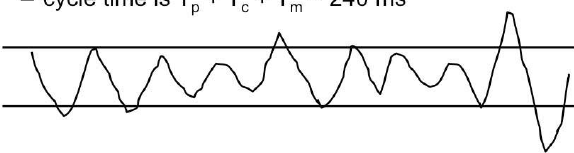 – cycle time is Tp + Tc + Tm = 240 ms